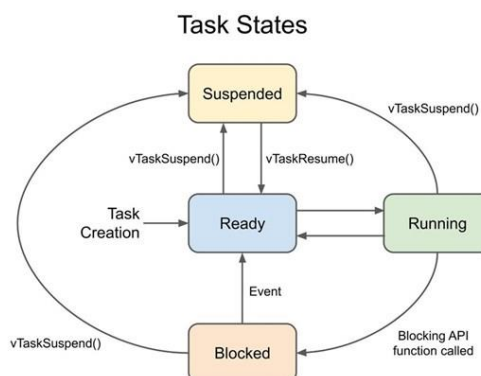 Task States
Suspended
vTaskSuspend()
vTaskSuspend()
vTaskResume()
Task
Creation
Ready
Running
Event
Blocking API
function called
vTaskSuspend()
Blocked